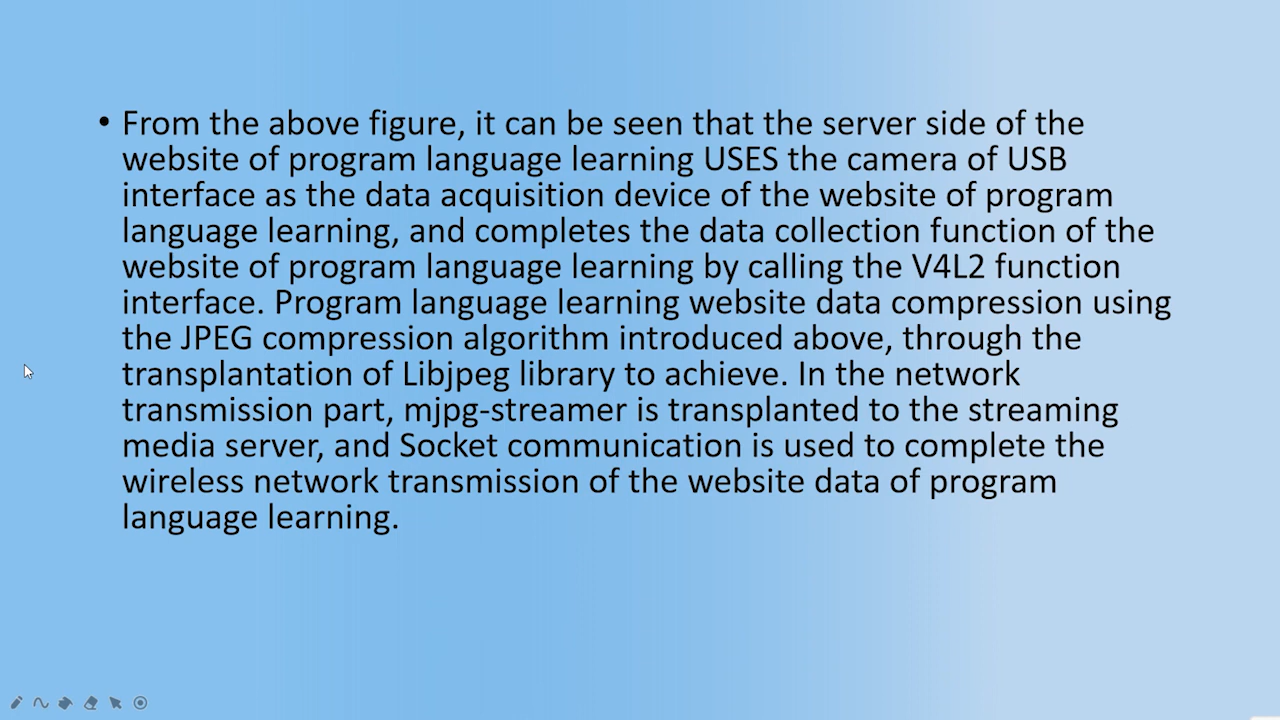 • From the above figure, it can be seen that the server side of the
website of program language learning USES the camera of USB
interface as the data acquisition device of the website of program
language learning, and completes the data collection function of the
website of program language learning by calling the V4L2 function
interface. Program language learning website data compression using
the JPEG compression algorithm introduced above, through the
transplantation of Libjpeg library to achieve. In the network
transmission part, mjpg-streamer is transplanted to the streaming
media server, and Socket communication is used to complete the
wireless network transmission of the website data of program
language learning.